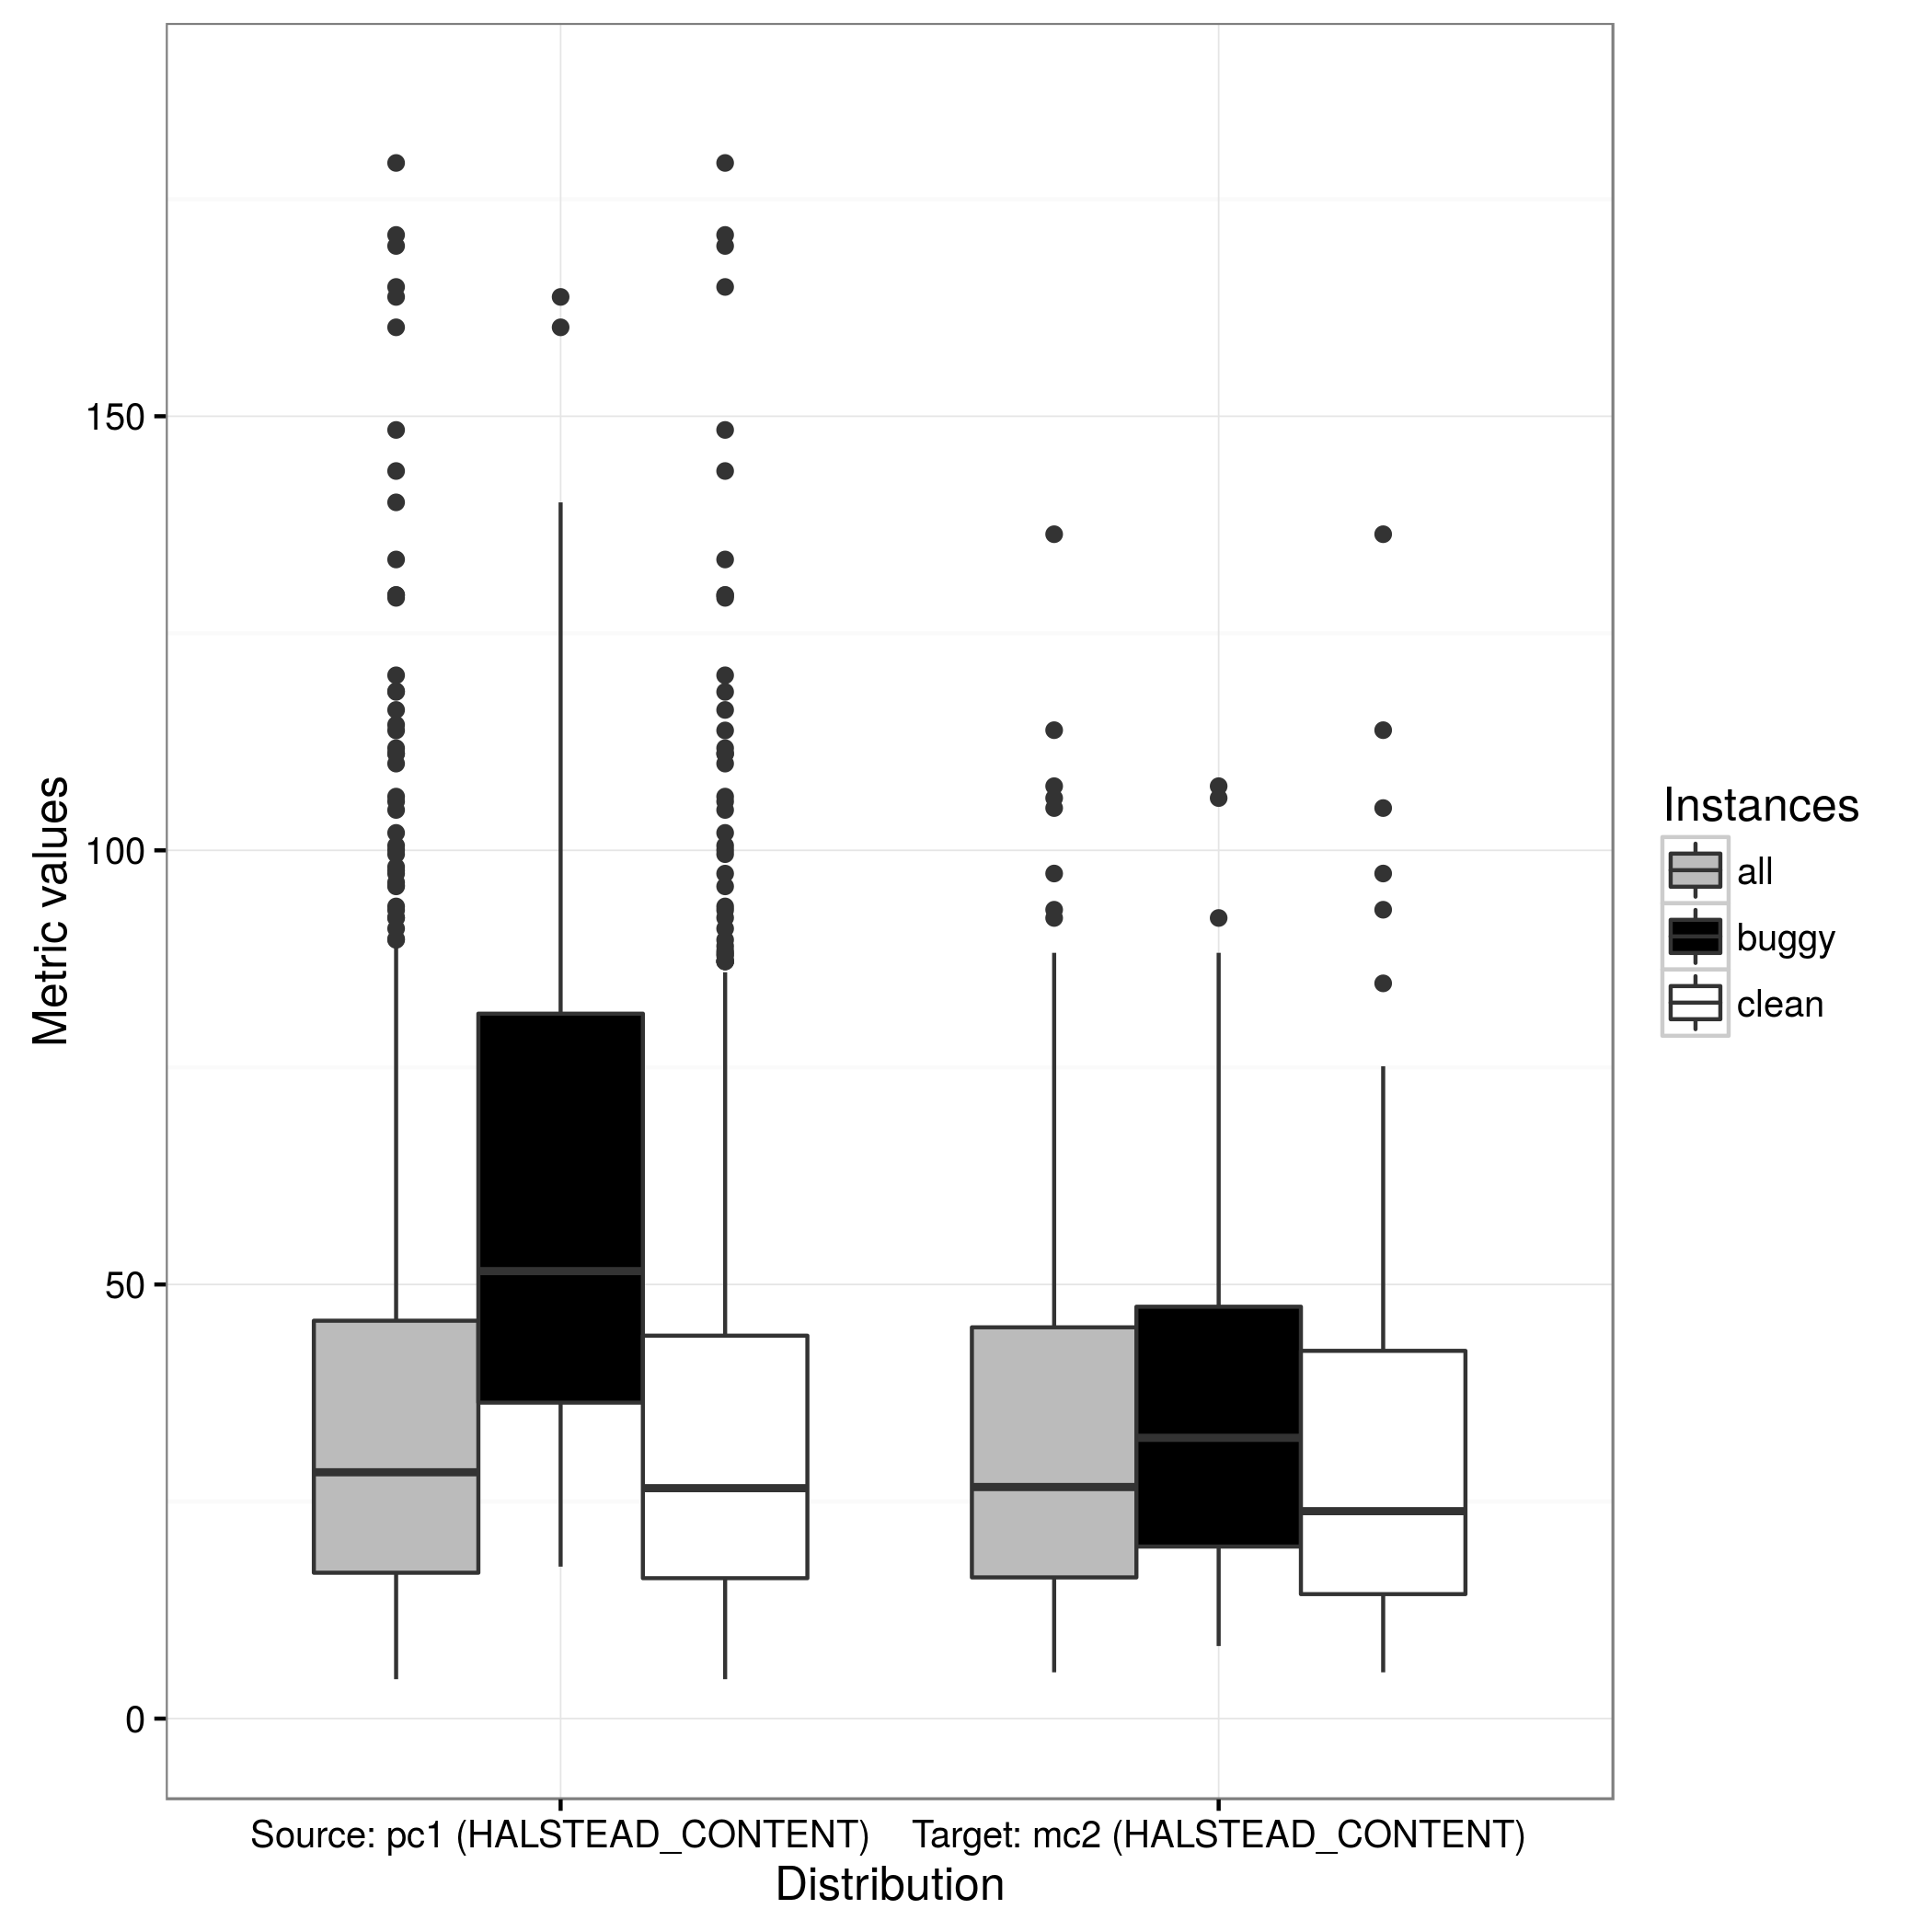 150
100
50
0
Metric values
Source: pc1 (HALSTEAD_CONTENT)
Target: mc2 (HALSTEAD_CONTENT)
Distribution
Instances
all
buggy
clean